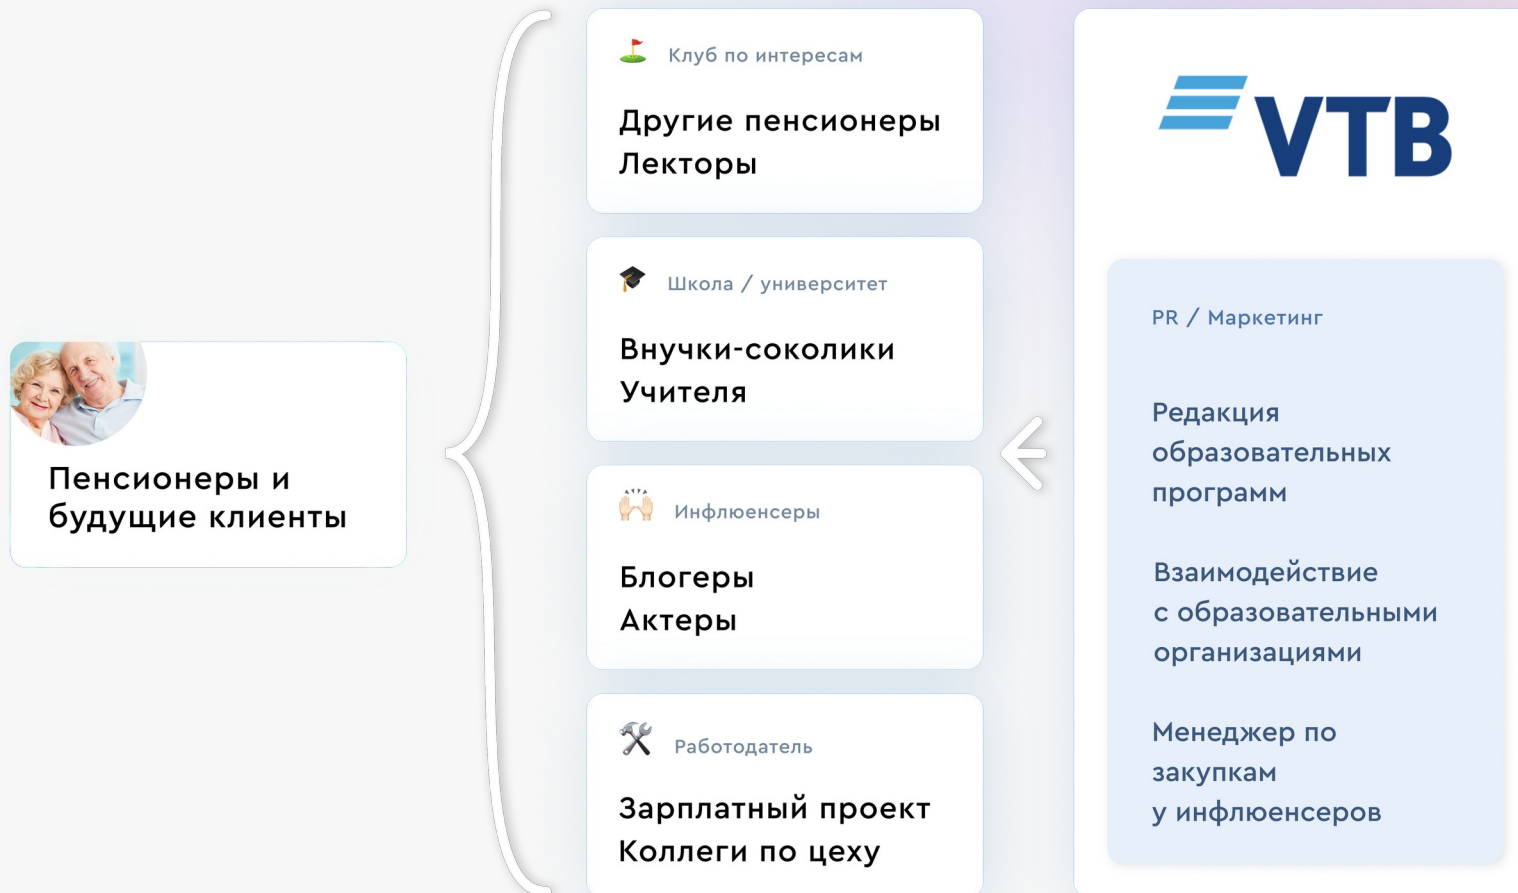 Пенсионеры и
будущие клиенты
Клуб по интересам
Другие пенсионеры
Лекторы
Школа / университет
Внучки-соколики
Учителя
Инфлюенсеры
Блогеры
Актеры
Работодатель
Зарплатный проект
Коллеги по цеху
VTB
PR / Маркетинг
Редакция
образовательных
программ
Взаимодействие
с образовательными
организациями
Менеджер по
закупкам
у инфлюенсеров